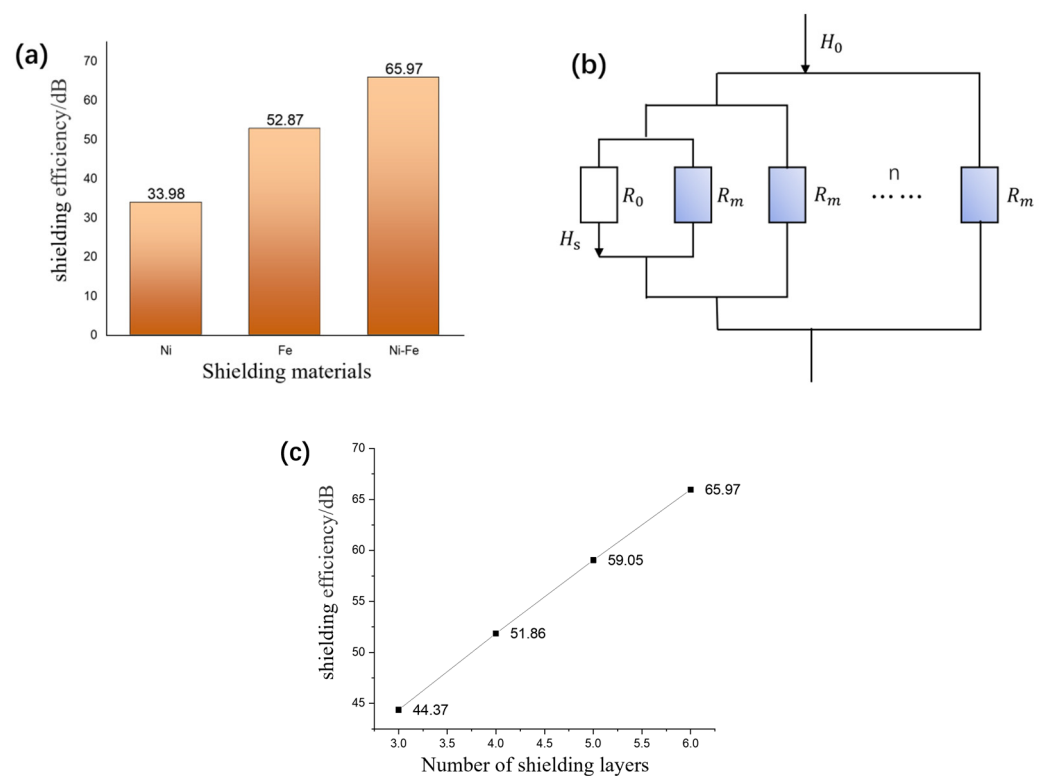 (a)
shielding efficiency/dB
70
60
50
40
30
20
10
0
33.98
52.87
65.97
Ni
Fe
Ni-Fe
Shielding materials
(b)
H₀
R₀
Rₘ
Rₘ
n
......
Rₘ
Hₛ
(c)
shielding efficiency/dB
70
65
60
55
50
45
44.37
51.86
59.05
65.97
3.0 3.5 4.0 4.5 5.0 5.5 6.0
Number of shielding layers